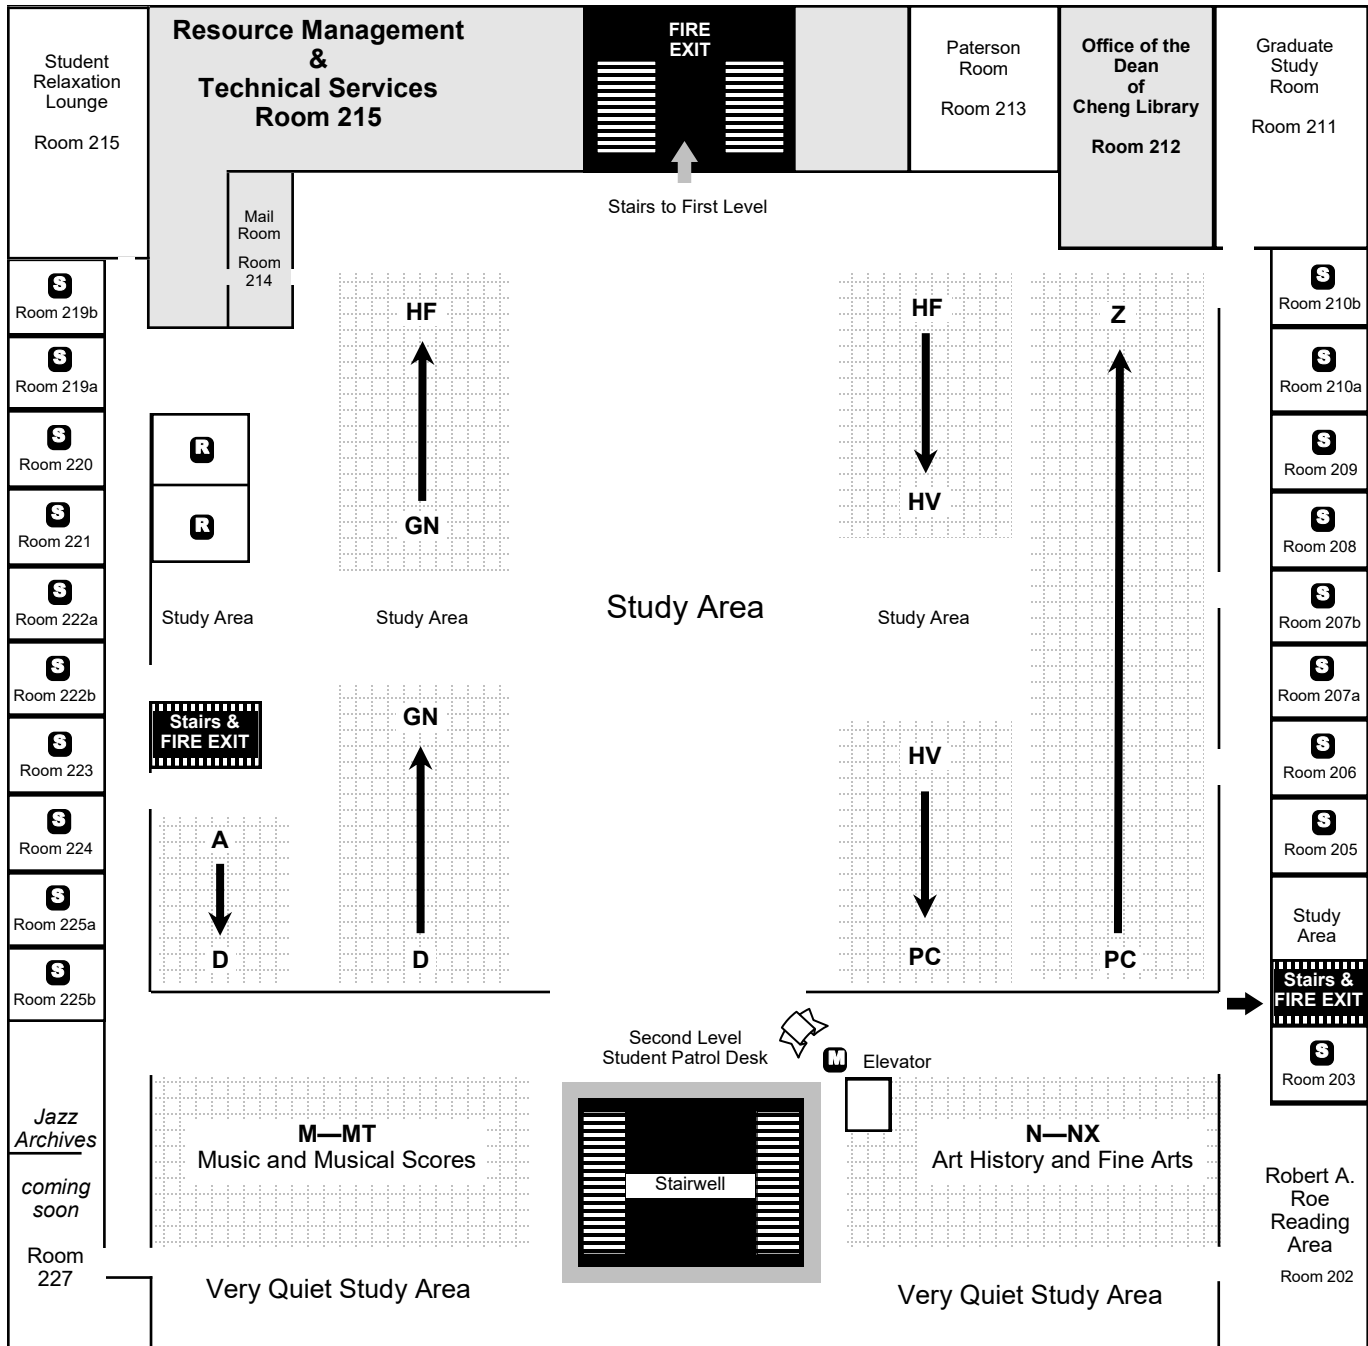 Student
Relaxation
Lounge
Room 215
Resource Management
&
Technical Services
Room 215
FIRE
EXIT
Paterson
Room
Room 213
Office of the
Dean
of
Cheng Library
Room 212
Graduate
Study
Room
Room 211
Stairs to First Level
Mail
Room
Room
214
S
Room 219b
S
Room 219a
S
Room 220
S
Room 221
S
Room 222a
S
Room 222b
S
Room 223
S
Room 224
S
Room 225a
S
Room 225b
R
R
Study Area
Stairs &
FIRE EXIT
A
D
HF
GN
Study Area
GN
D
Study Area
HF
HV
Study Area
HV
PC
Z
PC
S
Room 210b
S
Room 210a
S
Room 209
S
Room 208
S
Room 207b
S
Room 207a
S
Room 206
S
Room 205
Study
Area
Stairs &
FIRE EXIT
S
Room 203
Second Level
Student Patrol Desk
M Elevator
Jazz
Archives
coming
soon
Room
227
M—MT
Music and Musical Scores
Stairwell
N—NX
Art History and Fine Arts
Robert A.
Roe
Reading
Area
Room 202
Very Quiet Study Area
Very Quiet Study Area